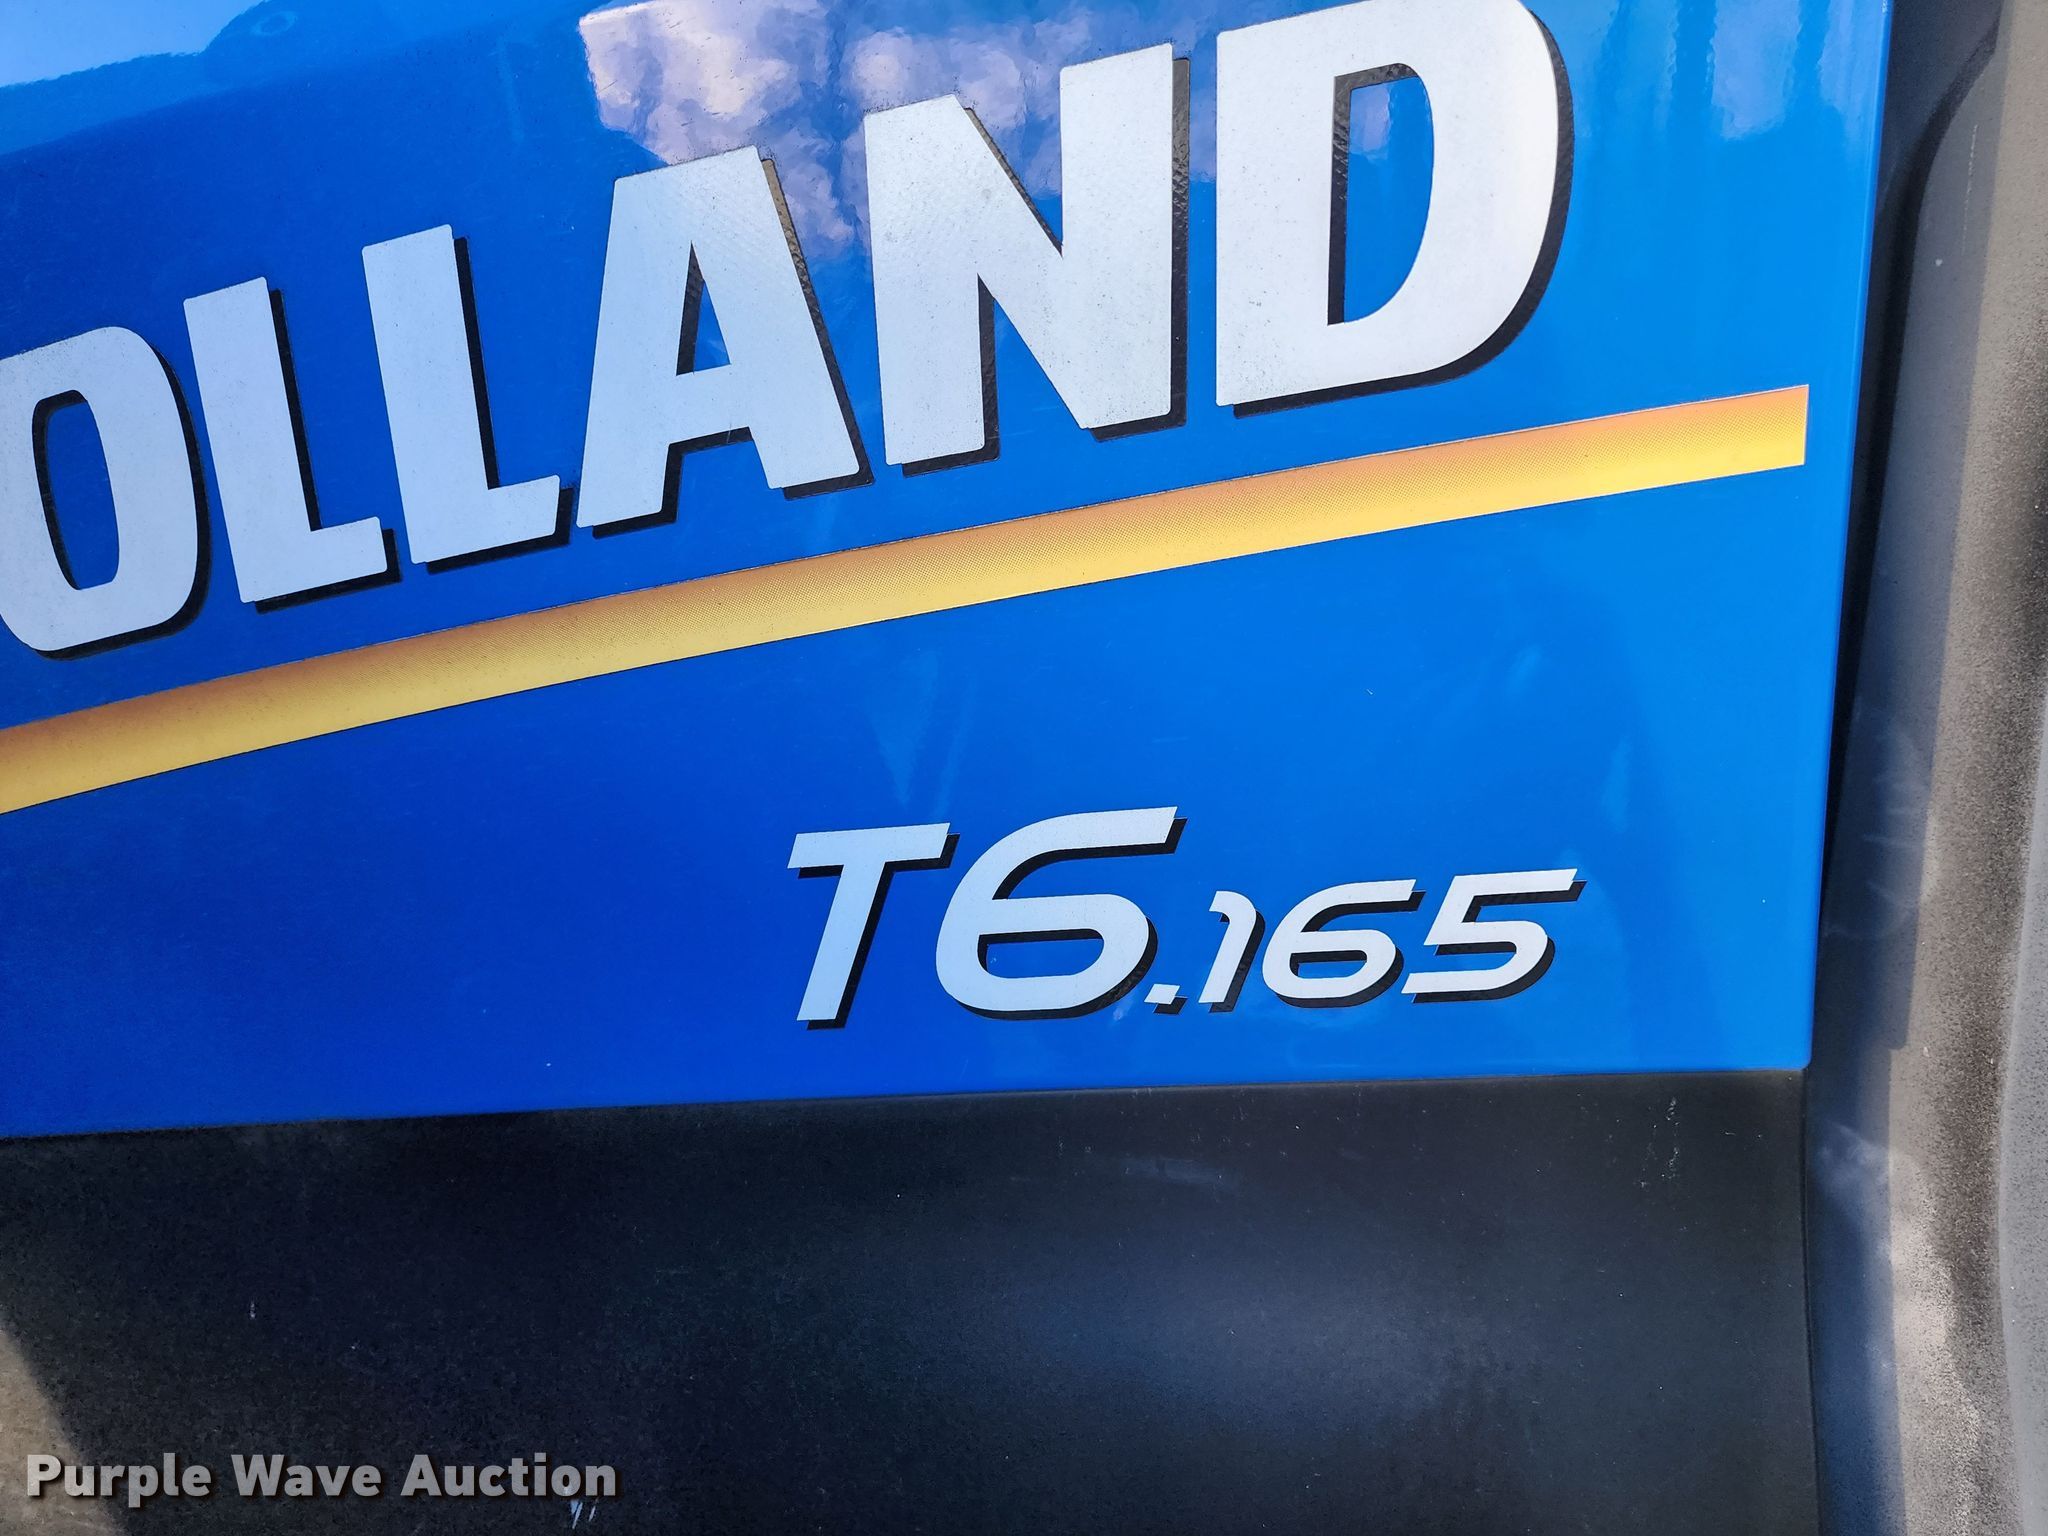 OLLAND
T6.165
Purple Wave Auction